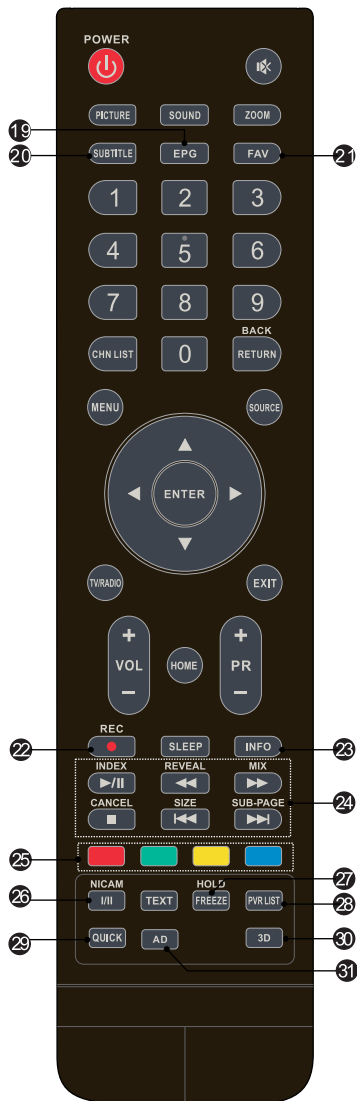 POWER
PICTURE SOUND ZOOM
19
20 SUBTITLE EPG FAV 21
1 2 3
4 5 6
7 8 9
BACK
CHN LIST 0 RETURN
MENU SOURCE
ENTER
TV/RADIO EXIT
+ +
VOL HOME PR
− −
REC
22 SLEEP INFO 23
INDEX REVEAL MIX
24
CANCEL SIZE SUB-PAGE
25
NICAM HOLD 27
26 I/II TEXT FREEZE PVR LIST 28
29 QUICK AD 3D 30
31